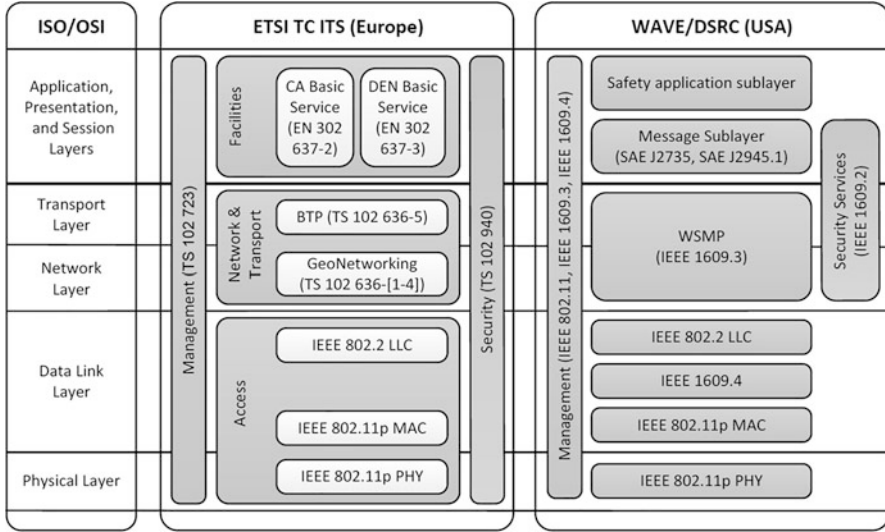 ISO/OSI
ETSI TC ITS (Europe)
WAVE/DSRC (USA)
Application,
Presentation,
and Session
Layers
Transport
Layer
Network
Layer
Data Link
Layer
Physical Layer
Management (TS 102 723)
Facilities
CA Basic
Service
(EN 302
637-2)
DEN Basic
Service
(EN 302
637-3)
Network &
Transport
BTP (TS 102 636-5)
GeoNetworking
(TS 102 636-[1-4])
Access
IEEE 802.2 LLC
IEEE 802.11p MAC
IEEE 802.11p PHY
Security (TS 102 940)
Management (IEEE 802.11, IEEE 1609.3, IEEE 1609.4)
Safety application sublayer
Message Sublayer
(SAE J2735, SAE J2945.1)
WSMP
(IEEE 1609.3)
IEEE 802.2 LLC
IEEE 1609.4
IEEE 802.11p MAC
IEEE 802.11p PHY
Security Services
(IEEE 1609.2)